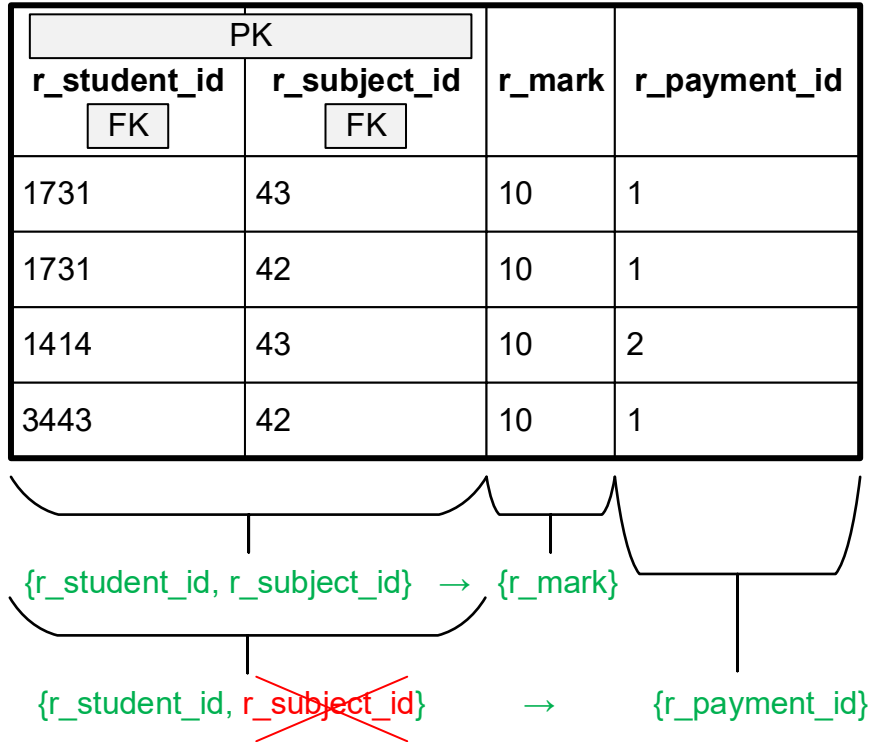 PK
r_student_id r_subject_id r_mark r_payment_id
FK FK
1731 43 10 1
1731 42 10 1
1414 43 10 2
3443 42 10 1
{r_student_id, r_subject_id} → {r_mark}
{r_student_id, r_subject_id} → {r_payment_id}